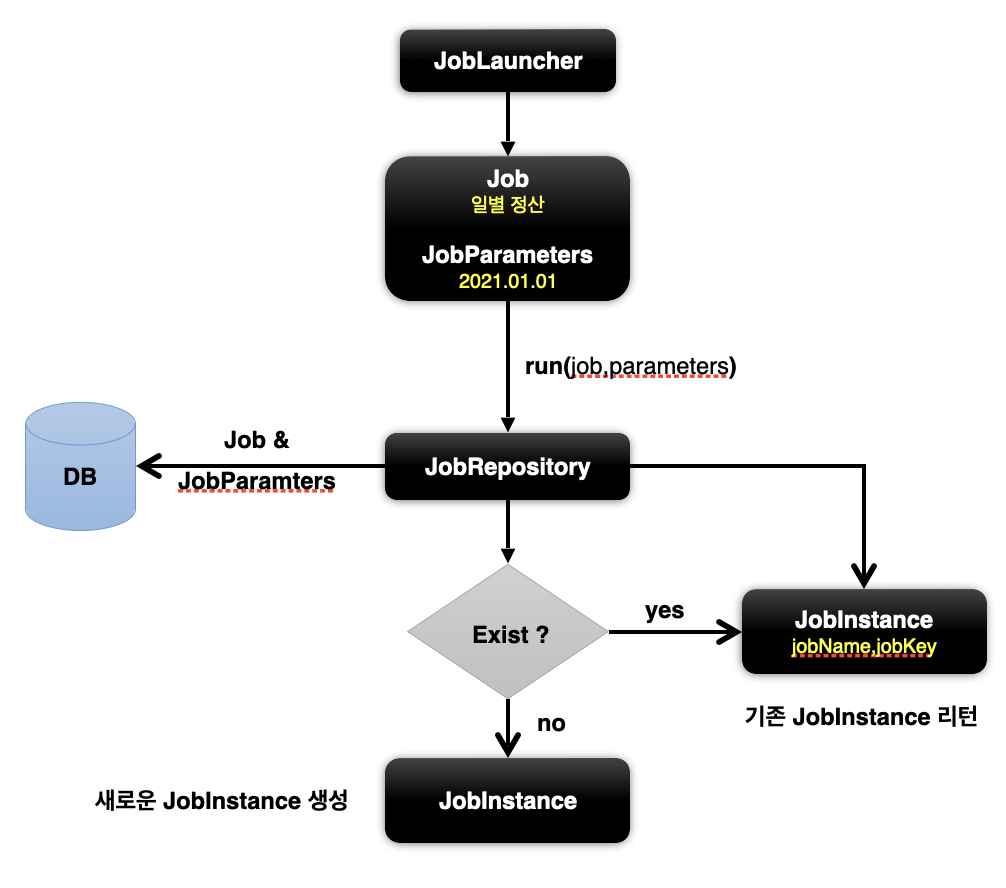 JobLauncher
Job
일별 정산
JobParameters
2021.01.01
run(job,parameters)
Job &
JobParamters
DB
JobRepository
Exist ?
yes
JobInstance
jobName,jobKey
기존 JobInstance 리턴
no
새로운 JobInstance 생성
JobInstance